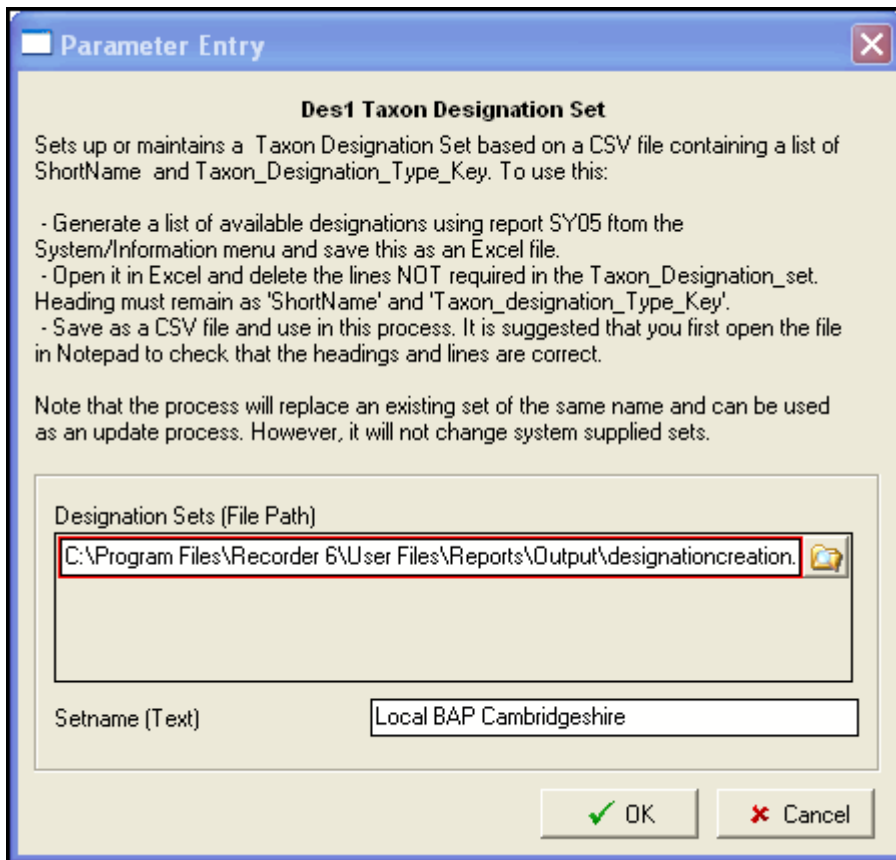 Parameter Entry
Des1 Taxon Designation Set
Sets up or maintains a Taxon Designation Set based on a CSV file containing a list of
ShortName and Taxon_Designation_Type_Key. To use this:
- Generate a list of available designations using report SY05 ftom the
System/Information menu and save this as an Excel file.
- Open it in Excel and delete the lines NOT required in the Taxon_Designation_set.
Heading must remain as 'ShortName' and 'Taxon_designation_Type_Key'.
- Save as a CSV file and use in this process. It is suggested that you first open the file
in Notepad to check that the headings and lines are correct.
Note that the process will replace an existing set of the same name and can be used
as an update process. However, it will not change system supplied sets.
Designation Sets (File Path)
C:\Program Files\Recorder 6\User Files\Reports\Output\designationcreation.
Setname (Text)
Local BAP Cambridgeshire
OK
Cancel